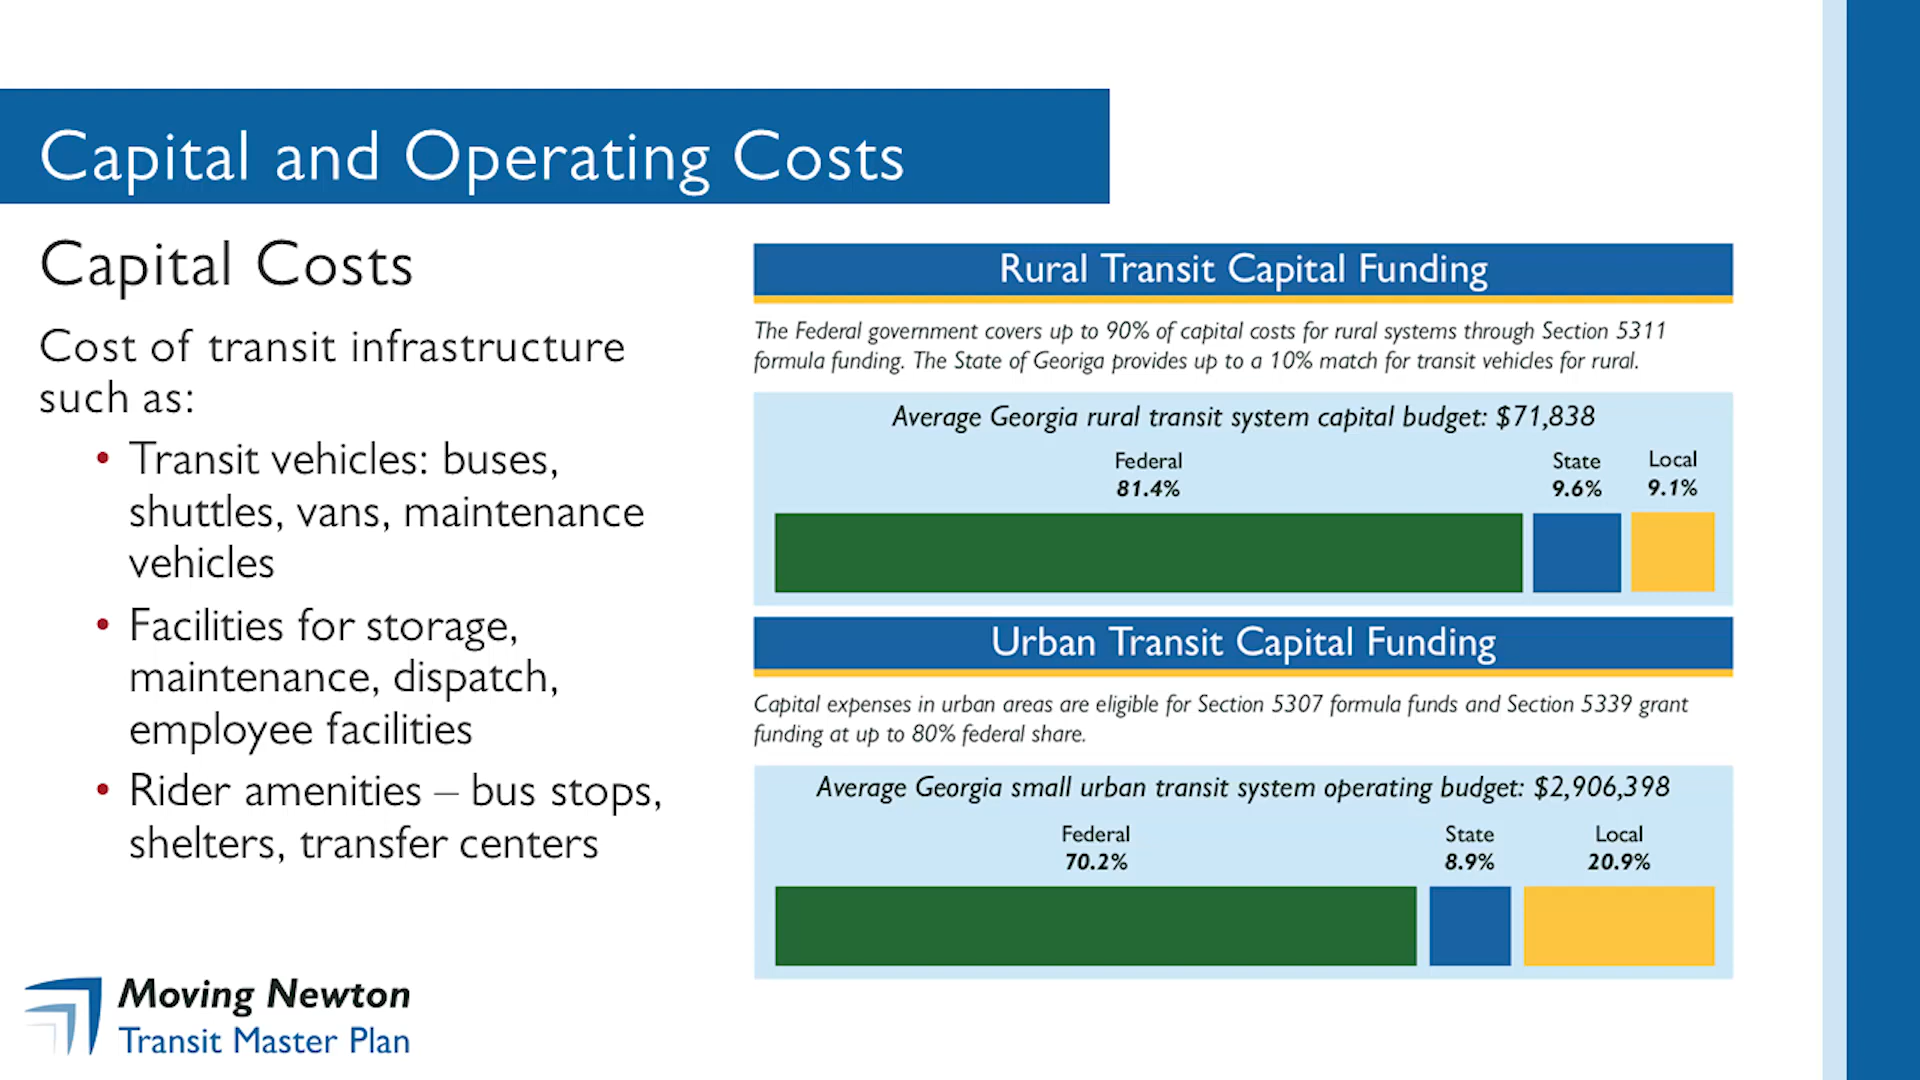 Capital and Operating Costs
Capital Costs
Cost of transit infrastructure
such as:
• Transit vehicles: buses,
shuttles, vans, maintenance
vehicles
• Facilities for storage,
maintenance, dispatch,
employee facilities
• Rider amenities – bus stops,
shelters, transfer centers
Rural Transit Capital Funding
The Federal government covers up to 90% of capital costs for rural systems through Section 5311
formula funding. The State of Georiga provides up to a 10% match for transit vehicles for rural.
Average Georgia rural transit system capital budget: $71,838
Federal State Local
81.4% 9.6% 9.1%
Urban Transit Capital Funding
Capital expenses in urban areas are eligible for Section 5307 formula funds and Section 5339 grant
funding at up to 80% federal share.
Average Georgia small urban transit system operating budget: $2,906,398
Federal State Local
70.2% 8.9% 20.9%
Moving Newton
Transit Master Plan